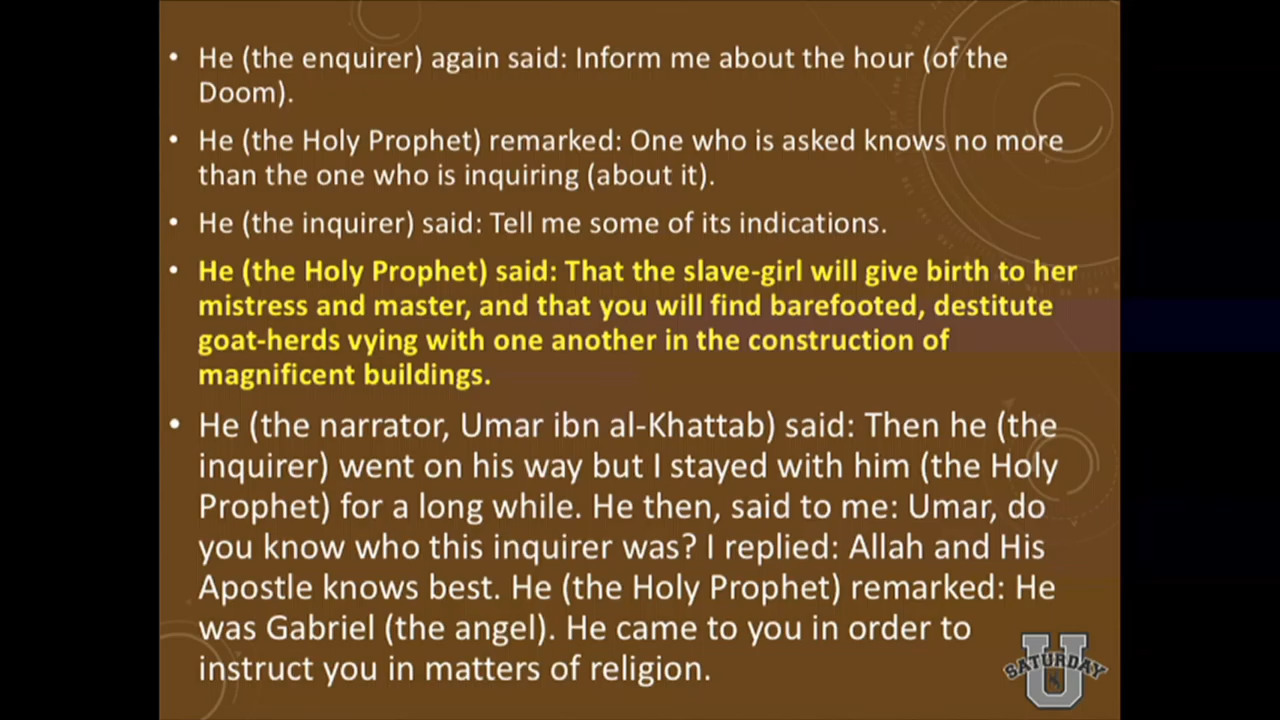 • He (the enquirer) again said: Inform me about the hour (of the
Doom).
• He (the Holy Prophet) remarked: One who is asked knows no more
than the one who is inquiring (about it).
• He (the inquirer) said: Tell me some of its indications.
• He (the Holy Prophet) said: That the slave-girl will give birth to her
mistress and master, and that you will find barefooted, destitute
goat-herds vying with one another in the construction of
magnificent buildings.
• He (the narrator, Umar ibn al-Khattab) said: Then he (the
inquirer) went on his way but I stayed with him (the Holy
Prophet) for a long while. He then, said to me: Umar, do
you know who this inquirer was? I replied: Allah and His
Apostle knows best. He (the Holy Prophet) remarked: He
was Gabriel (the angel). He came to you in order to
instruct you in matters of religion.
SATURDAY
U